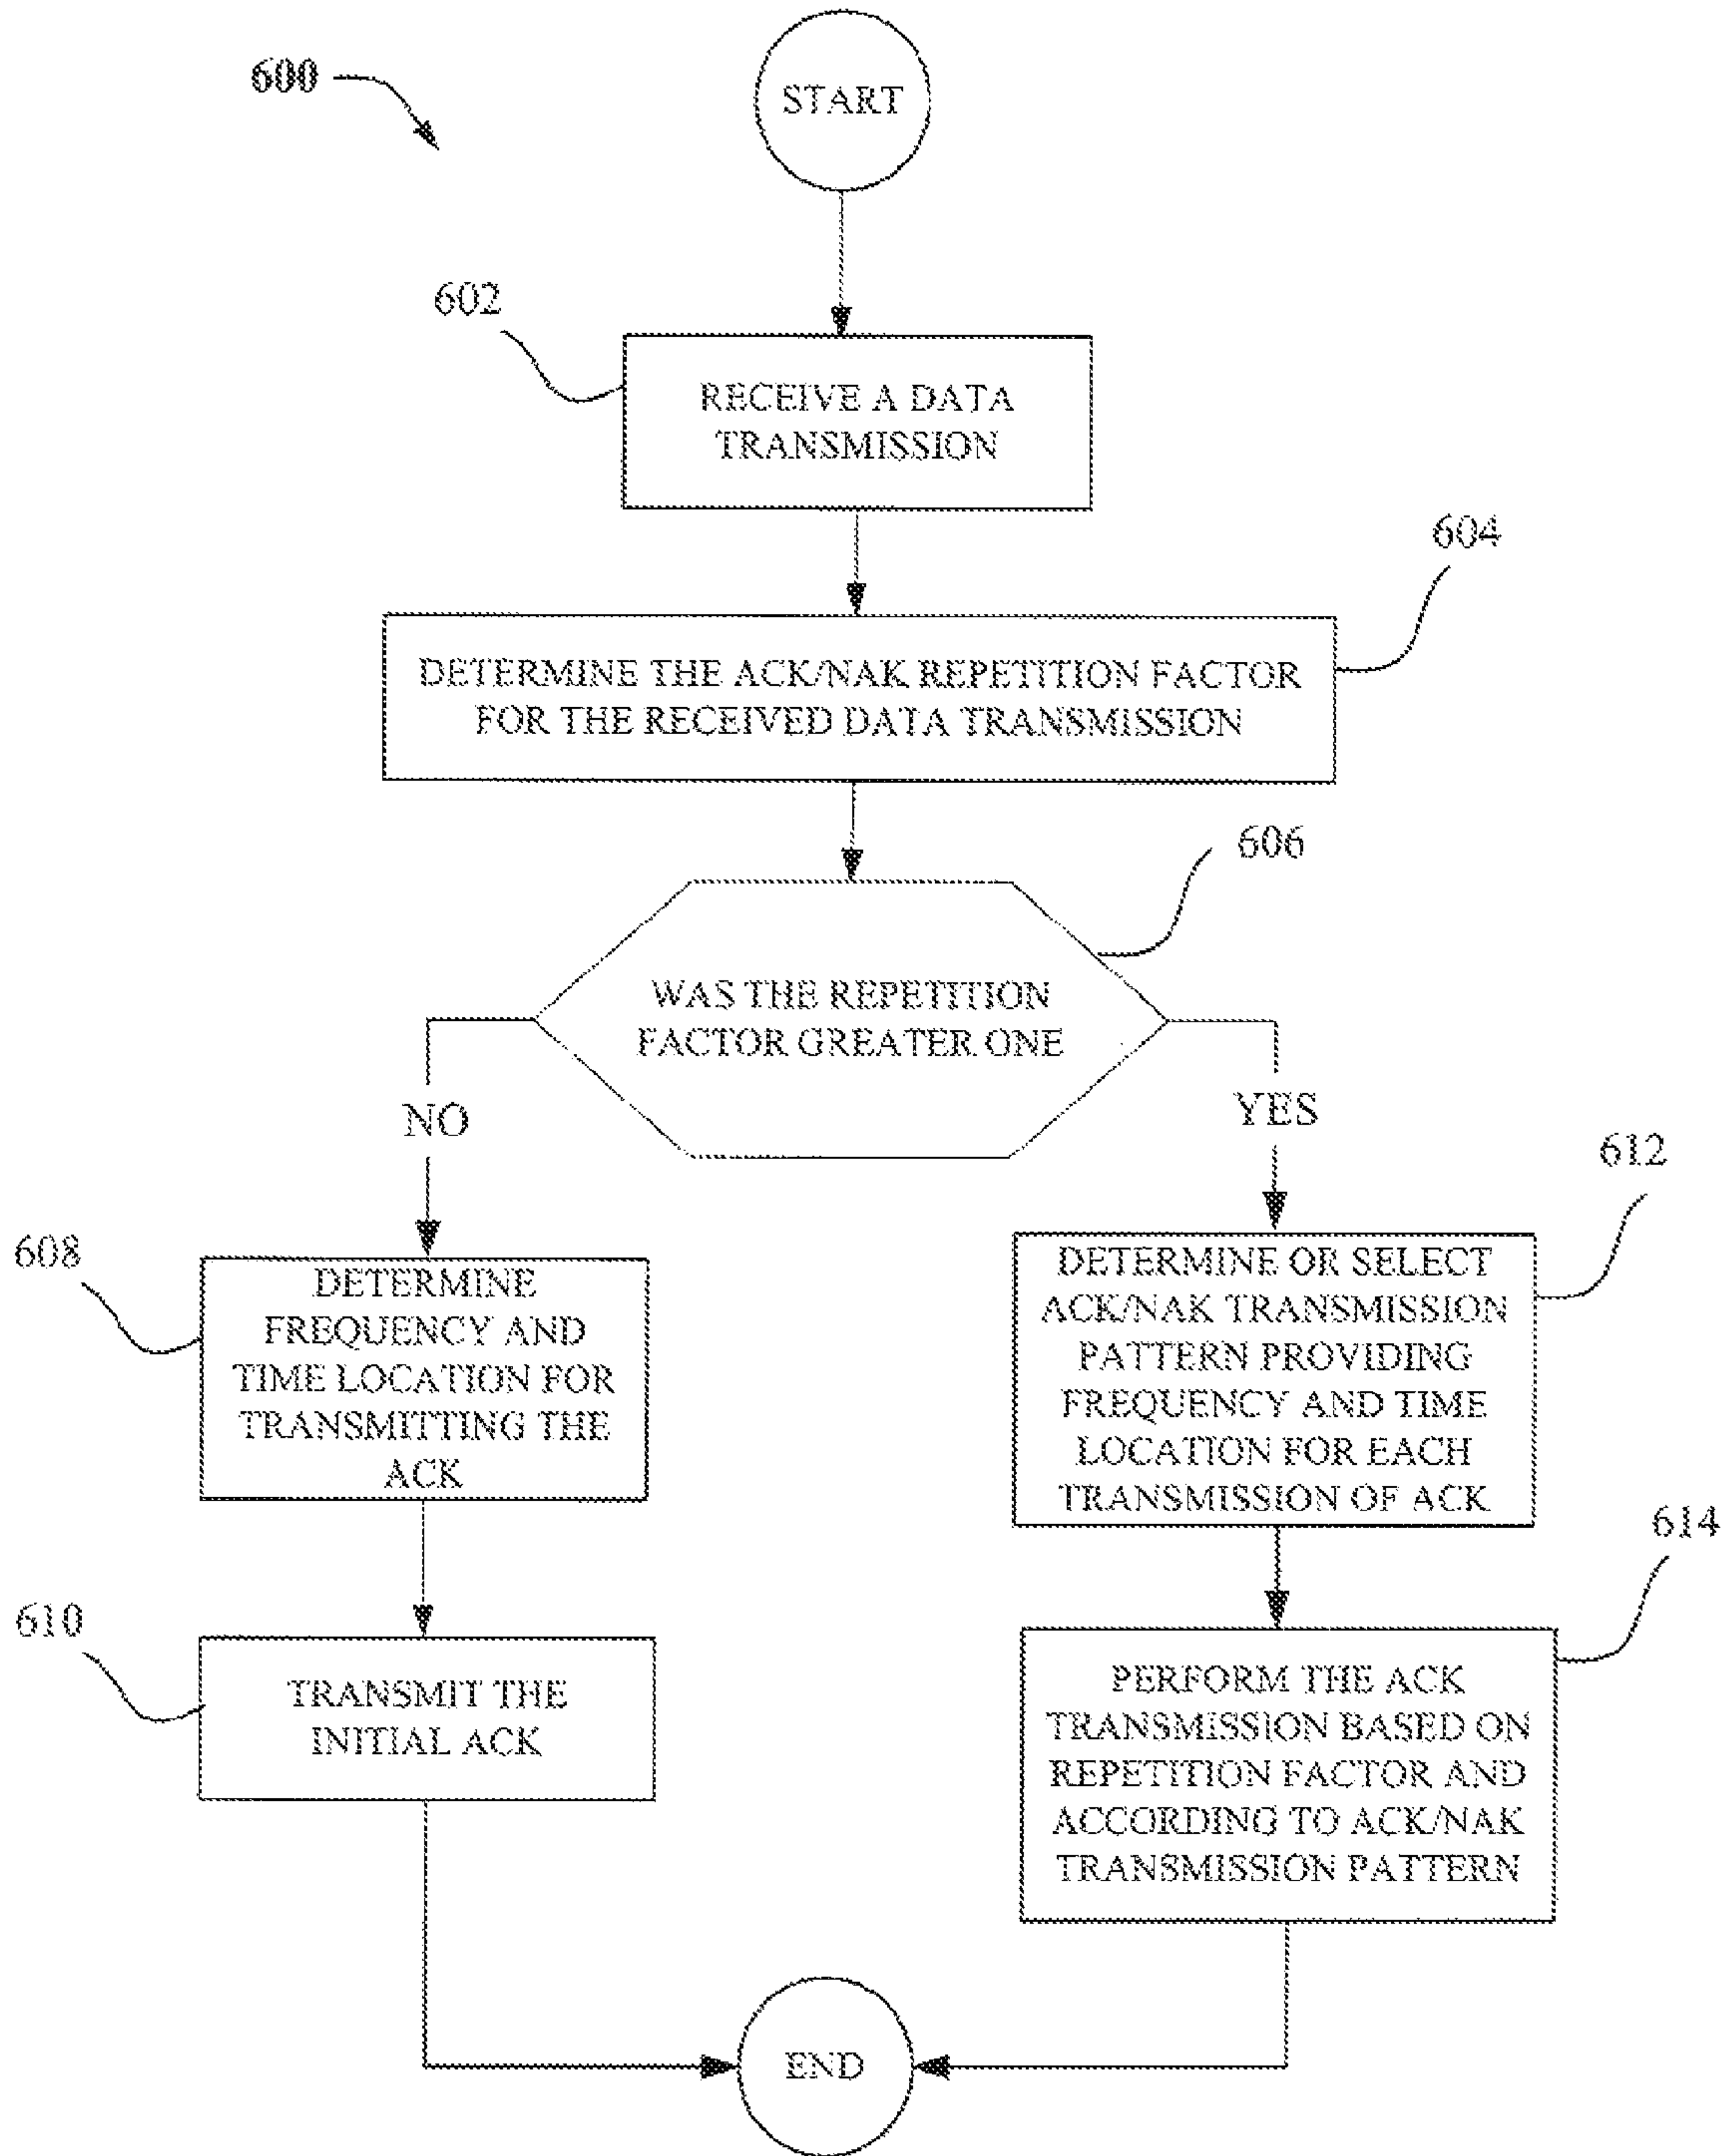 600
START
602
RECEIVE A DATA
TRANSMISSION
604
DETERMINE THE ACK/NAK REPETITION FACTOR
FOR THE RECEIVED DATA TRANSMISSION
606
WAS THE REPETITION
FACTOR GREATER ONE
NO
YES
608
DETERMINE
FREQUENCY AND
TIME LOCATION FOR
TRANSMITTING THE
ACK
612
DETERMINE OR SELECT
ACK/NAK TRANSMISSION
PATTERN PROVIDING
FREQUENCY AND TIME
LOCATION FOR EACH
TRANSMISSION OF ACK
610
TRANSMIT THE
INITIAL ACK
614
PERFORM THE ACK
TRANSMISSION BASED ON
REPETITION FACTOR AND
ACCORDING TO ACK/NAK
TRANSMISSION PATTERN
END